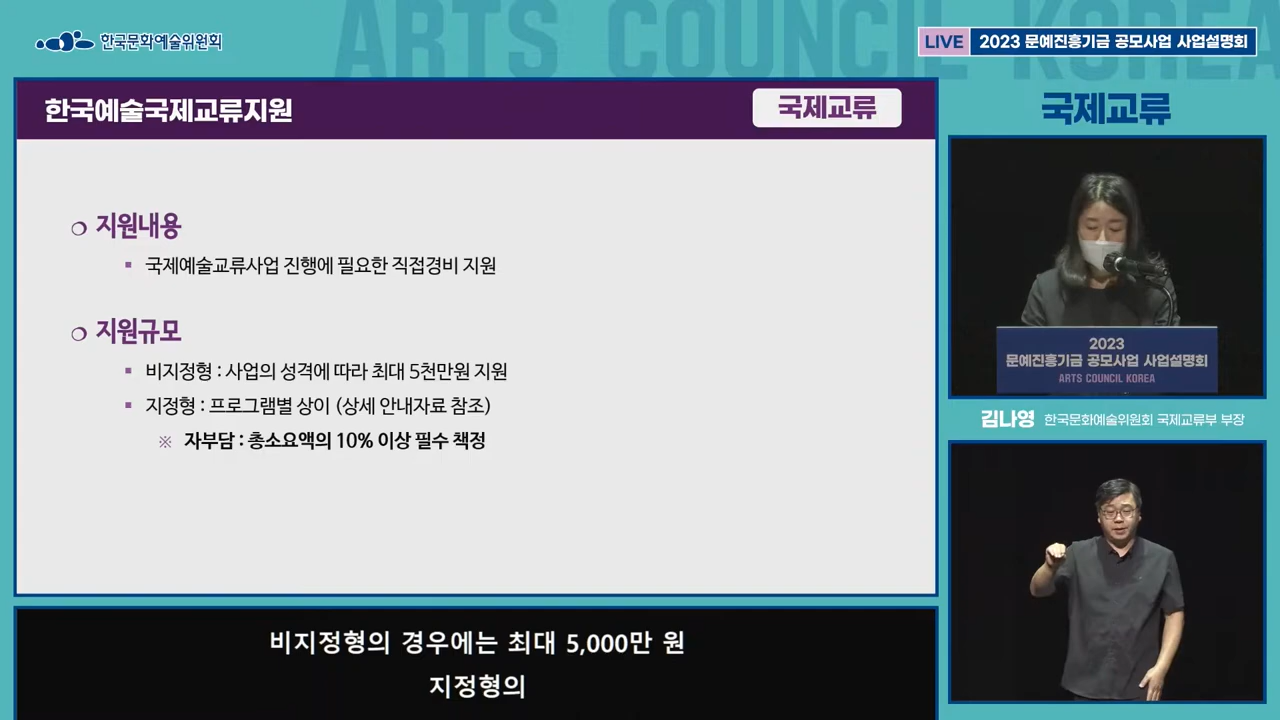 ARTS COUNCIL KOREA
한국문화예술위원회
LIVE 2023 문예진흥기금 공모사업 사업설명회
한국예술국제교류지원
국제교류
국제교류
지원내용
국제예술교류사업 진행에 필요한 직접경비 지원
지원규모
비지정형 : 사업의 성격에 따라 최대 5천만원 지원
지정형 : 프로그램별 상이 (상세 안내자료 참조)
※ 자부담 : 총소요액의 10% 이상 필수 책정
2023
문예진흥기금 공모사업 사업설명회
ARTS COUNCIL KOREA
김나영 한국문화예술위원회 국제교류부 부장
비지정형의 경우에는 최대 5,000만 원
지정형의